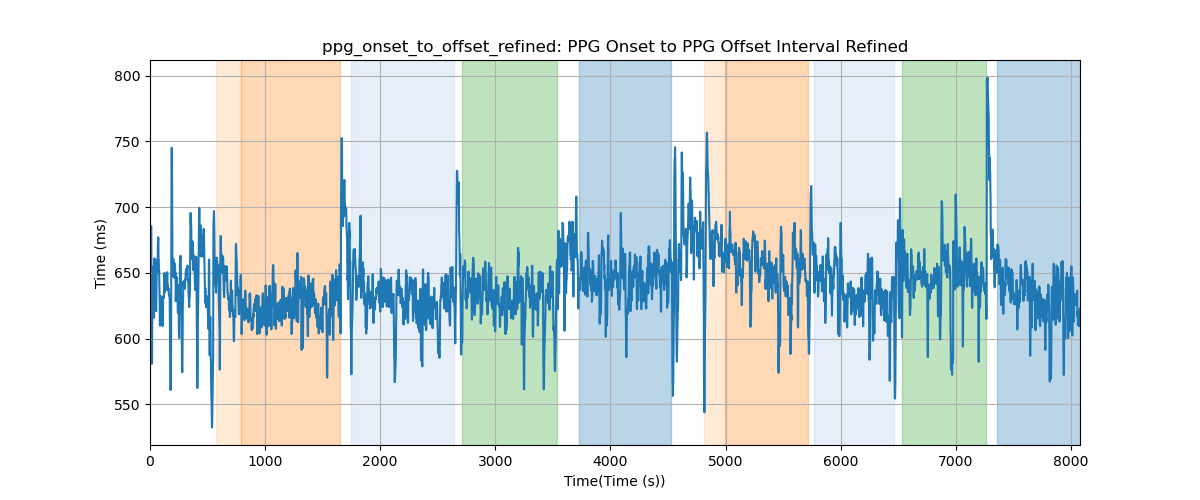 ppg_onset_to_offset_refined: PPG Onset to PPG Offset Interval Refined
Time (ms)
800
750
700
650
600
550
0 1000 2000 3000 4000 5000 6000 7000 8000
Time(Time (s))